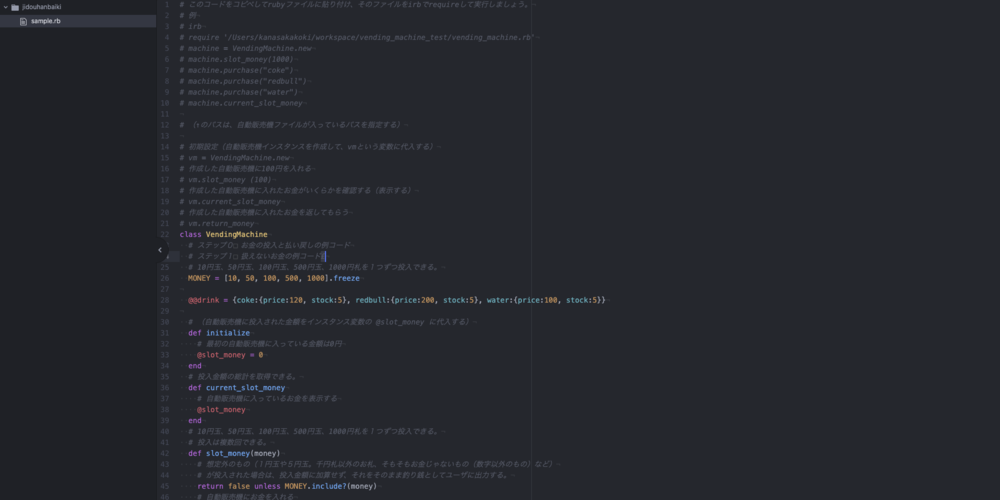 jidouhanbaiki
sample.rb
1 # このコードをコピペしてrubyファイルに貼り付け、そのファイルをirbでrequireして実行しましょう。
2 # 例
3 # irb
4 # require '/Users/kanasakakoki/workspace/vending_machine_test/vending_machine.rb'
5 # machine = VendingMachine.new
6 # machine.slot_money(1000)
7 # machine.purchase("coke")
8 # machine.purchase("redbull")
9 # machine.purchase("water")
10 # machine.current_slot_money
11
12 # (↑のパスは、自動販売機ファイルが入っているパスを指定する)
13
14 # 初期設定(自動販売機インスタンスを作成して、vmという変数に代入する)
15 # vm = VendingMachine.new
16 # 作成した自動販売機に100円を入れる
17 # vm.slot_money (100)
18 # 作成した自動販売機に入れたお金がいくらかを確認する(表示する)
19 # vm.current_slot_money
20 # 作成した自動販売機に入れたお金を返してもらう
21 # vm.return_money
22 class VendingMachine
# ステップ０ お金の投入と払い戻しの例コード
# ステップ１ 扱えないお金の例コード
25 # 10円玉、50円玉、100円玉、500円玉、1000円札を１つずつ投入できる。
26 MONEY = [10, 50, 100, 500, 1000].freeze
27
28 @@drink = {coke:{price:120, stock:5}, redbull:{price:200, stock:5}, water:{price:100, stock:5}}
29
30 # (自動販売機に投入された金額をインスタンス変数の @slot_money に代入する)
31 def initialize
32 # 最初の自動販売機に入っている金額は0円
33 @slot_money = 0
34 end
35 # 投入金額の総計を取得できる。
36 def current_slot_money
37 # 自動販売機に入っているお金を表示する
38 @slot_money
39 end
40 # 10円玉、50円玉、100円玉、500円玉、1000円札を１つずつ投入できる。
41 # 投入は複数回できる。
42 def slot_money(money)
43 # 想定外のもの(１円玉や５円玉。千円札以外のお札、そもそもお金じゃないもの(数字以外のもの)など)
44 # が投入された場合は、投入金額に加算せず、それをそのまま釣り銭としてユーザに出力する。
45 return false unless MONEY.include?(money)
46 # 自動販売機にお金を入れる